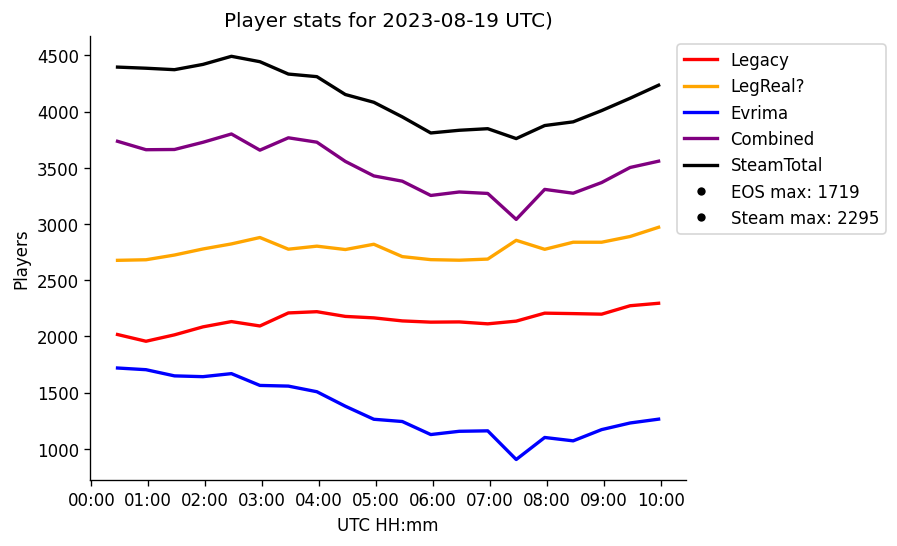 Player stats for 2023-08-19 UTC)
4500
4000
3500
3000
2500
2000
1500
1000
Players
00:00 01:00 02:00 03:00 04:00 05:00 06:00 07:00 08:00 09:00 10:00
UTC HH:mm
Legacy
LegReal?
Evrima
Combined
SteamTotal
EOS max: 1719
Steam max: 2295